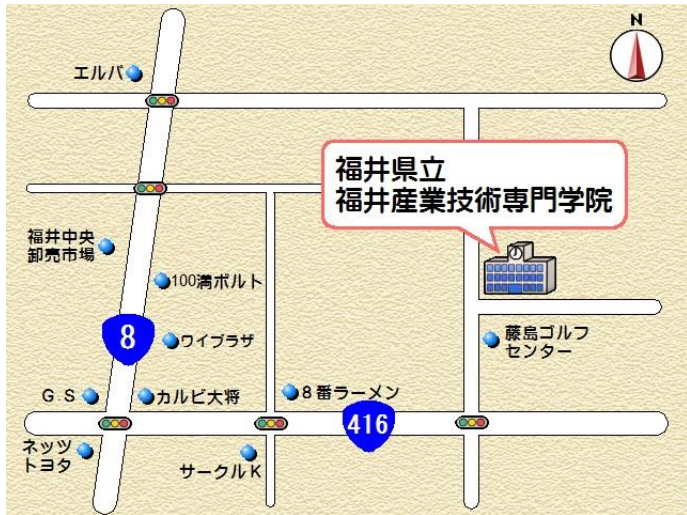 N
エルパ
福井県立
福井産業技術専門学院
福井中央
卸売市場
100満ボルト
8
ワイプラザ
藤島ゴルフ
センター
G.S
カルビ大将
8番ラーメン
416
ネッツ
トヨタ
サークルK